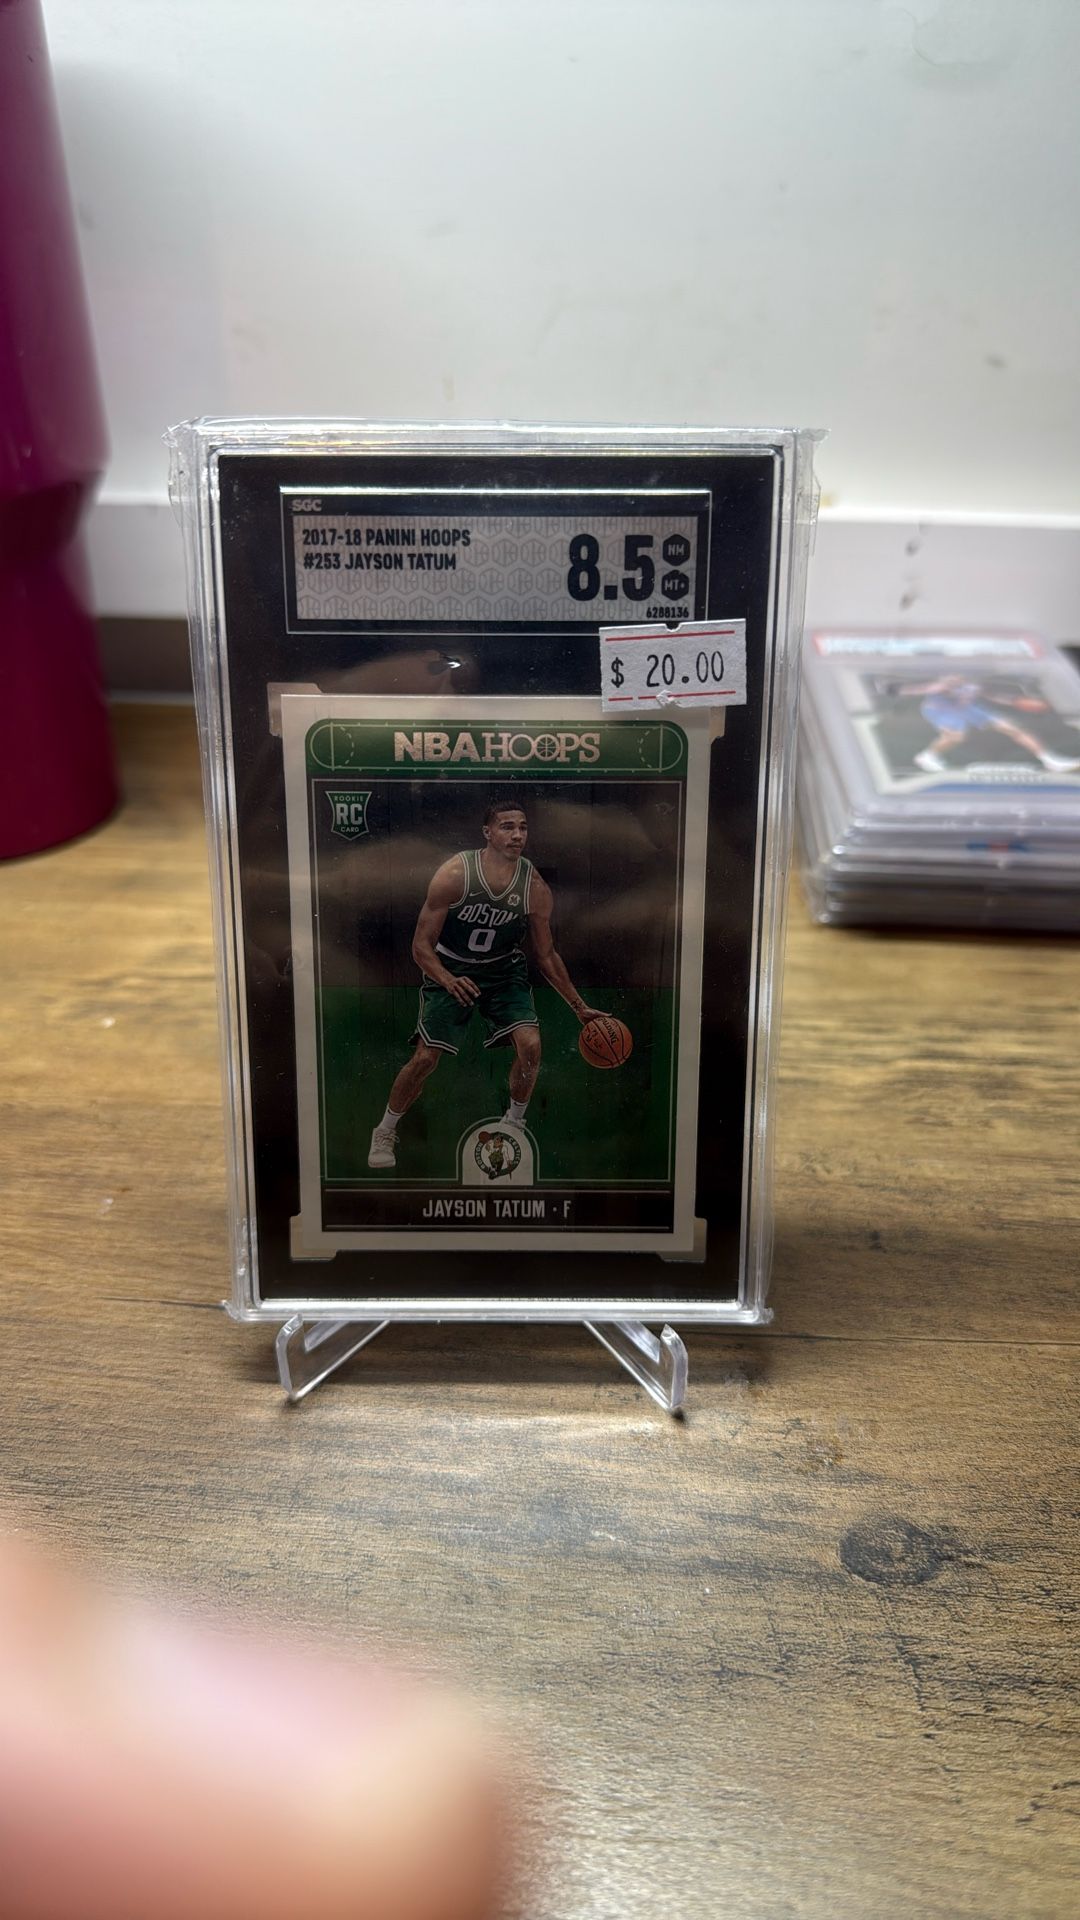 SGC
2017-18 PANINI HOOPS
#253 JAYSON TATUM
8.5
NM
MT+
6288136
$ 20.00
NBA HOOPS
ROOKIE
RC
CARD
BOSTON
0
JAYSON TATUM · F